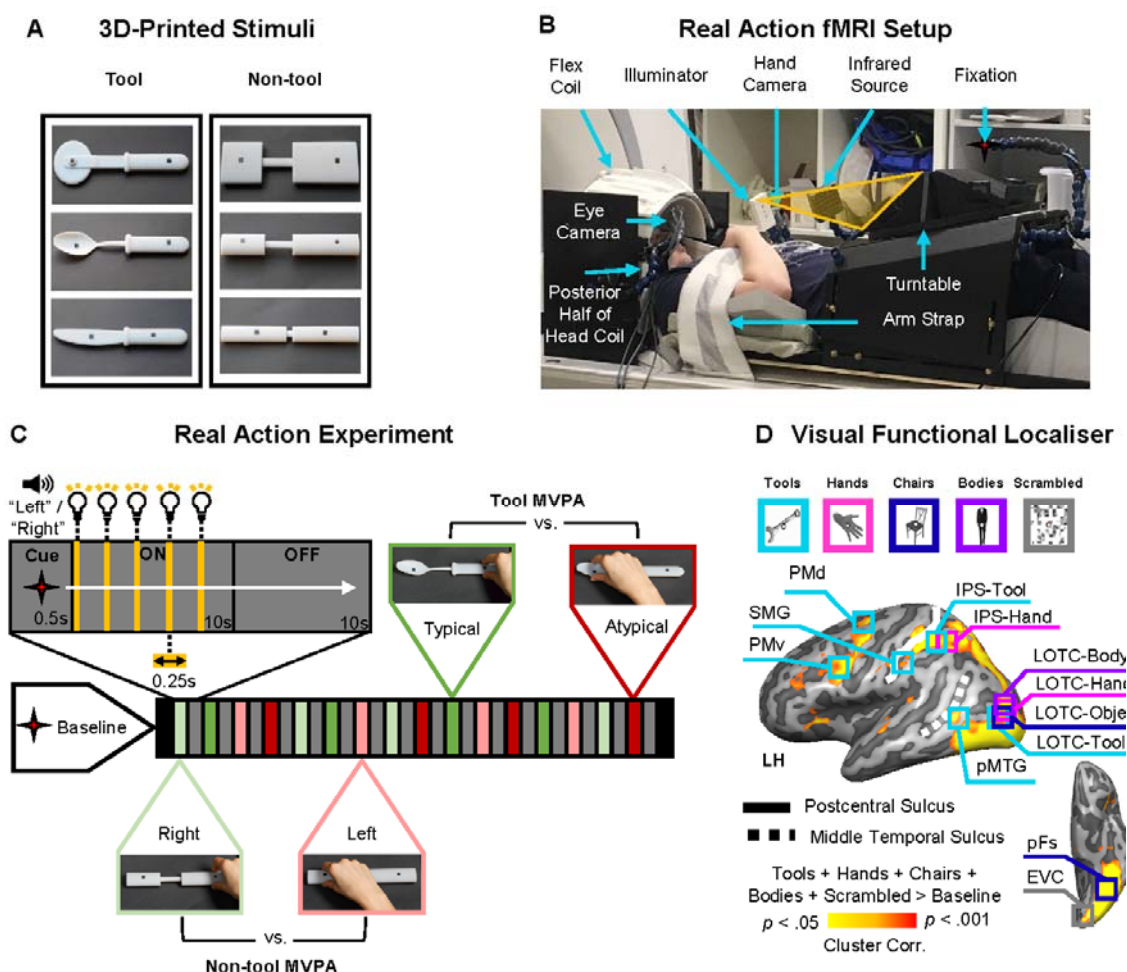 A 3D-Printed Stimuli
Tool Non-tool
B Real Action fMRI Setup
Flex Coil
Illuminator
Hand Camera
Infrared Source
Fixation
Eye Camera
Posterior Half of Head Coil
Turntable
Arm Strap
C Real Action Experiment
"Left" /
"Right"
Cue
ON
OFF
0.5s
10s
10s
0.25s
Baseline
Tool MVPA
vs.
Typical
Atypical
Right
Left
vs.
Non-tool MVPA
D Visual Functional Localiser
Tools Hands Chairs Bodies Scrambled
PMd
SMG
PMv
IPS-Tool
IPS-Hand
LOTC-Body
LOTC-Hand
LOTC-Obje
LOTC-Tool
pMTG
LH
Postcentral Sulcus
Middle Temporal Sulcus
pFs
EVC
Tools + Hands + Chairs +
Bodies + Scrambled > Baseline
p < .05 p < .001
Cluster Corr.